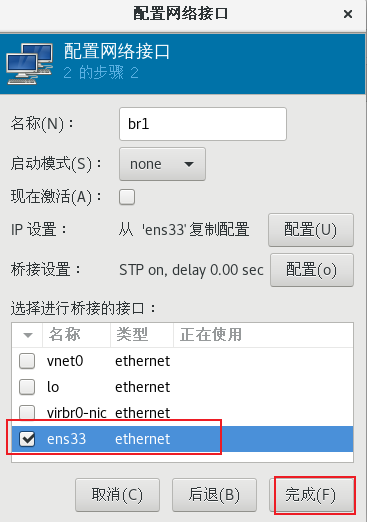 配置网络接口
配置网络接口
2 的步骤 2
名称(N)： br1
启动模式(S)： none
现在激活(A)：
IP 设置： 从 'ens33'复制配置 配置(U)
桥接设置： STP on, delay 0.00 sec 配置(o)
选择进行桥接的接口：
名称 类型 正在使用
vnet0 ethernet
lo ethernet
virbr0-nic ethernet
ens33 ethernet
取消(C) 后退(B) 完成(F)